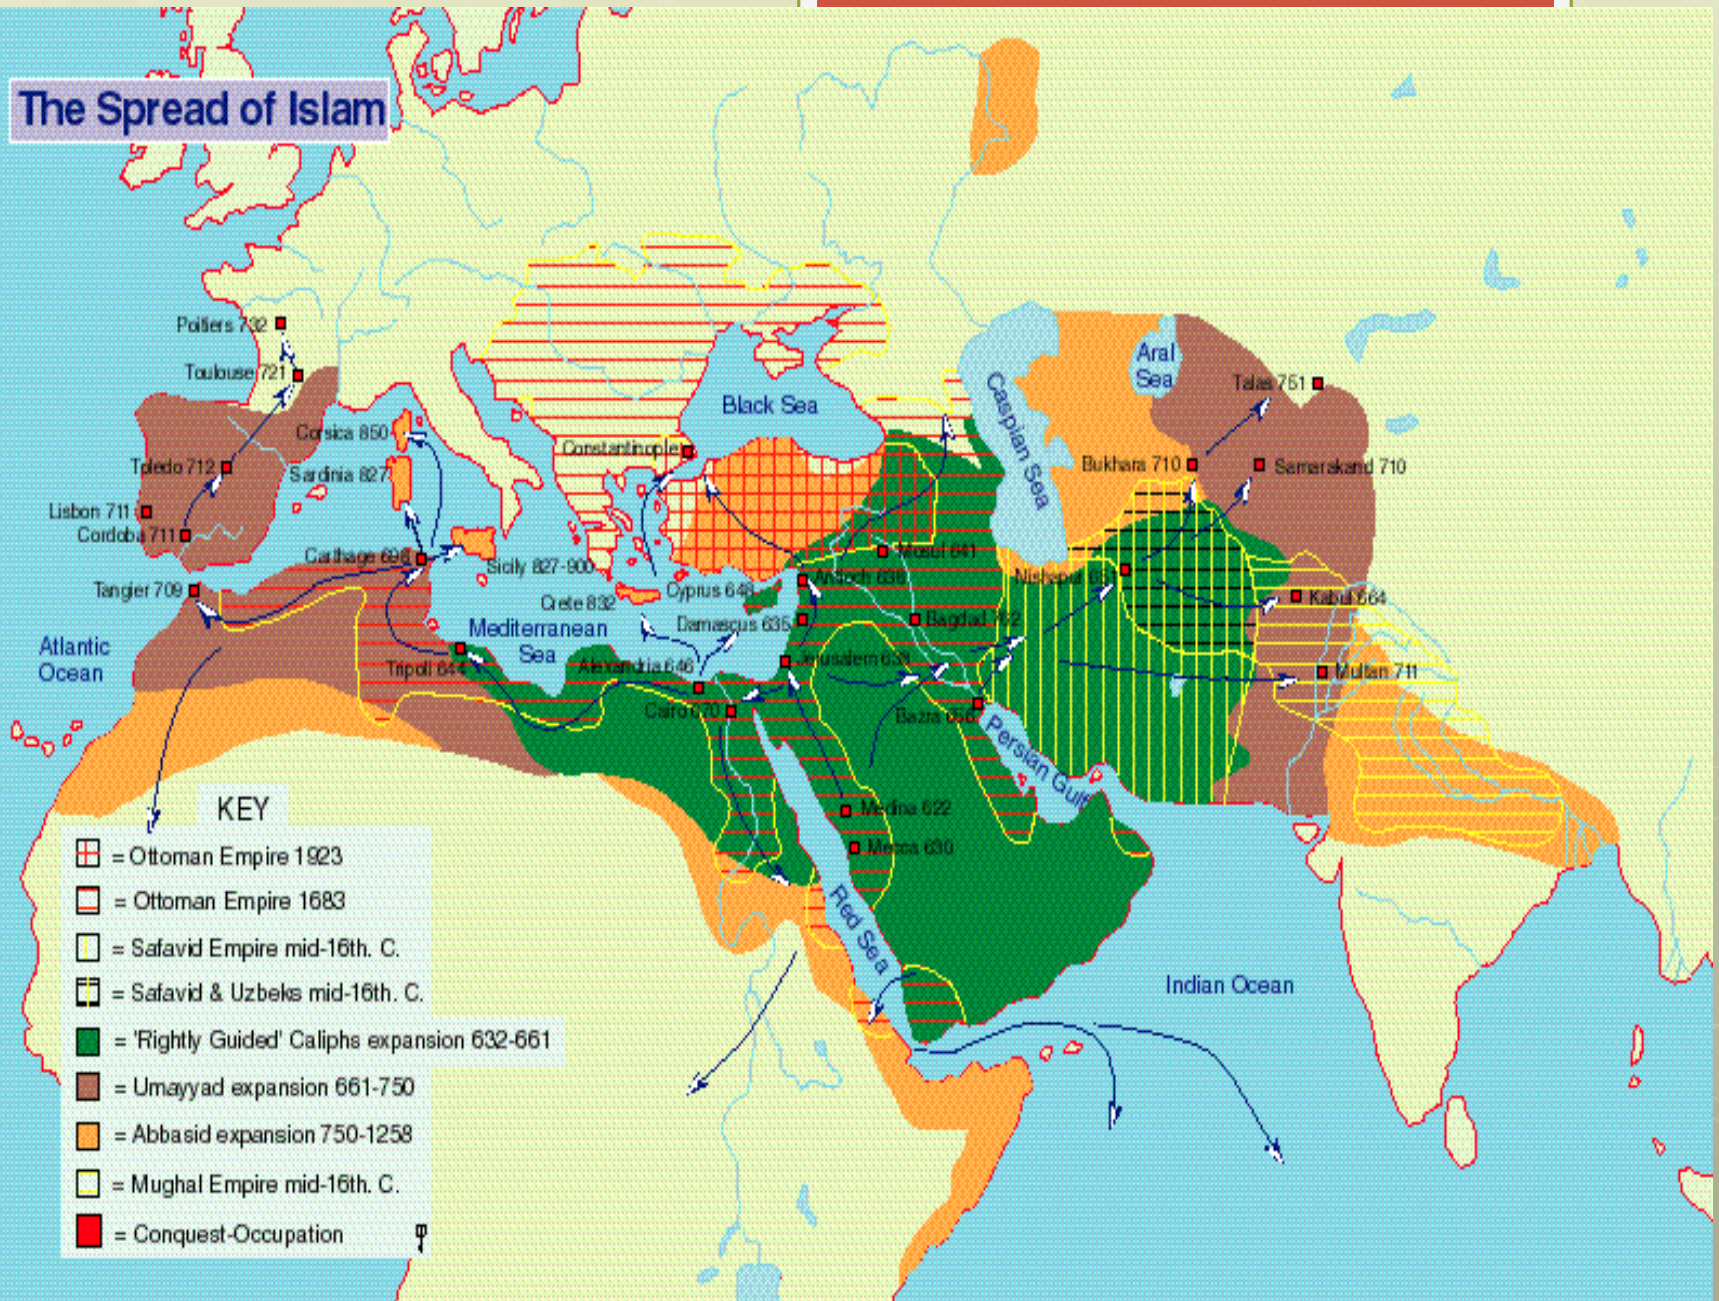 The Spread of Islam
Poitiers 732
Toulouse 721
Corsica 850
Toledo 712
Sardinia 827
Lisbon 711
Cordoba 711
Carthage 698
Sicily 827-900
Tangier 709
Crete 832
Cyprus 648
Atlantic
Ocean
Mediterranean
Sea
Tripoli 644
Alexandria 646
Cairo 670
Damascus 635
Jerusalem 638
Antioch 638
Mosul 641
Bagdad 762
Constantinople
Black Sea
Caspian Sea
Aral
Sea
Talas 751
Bukhara 710
Samarakand 710
Nishapur
Kabul 664
Multan 711
Bazra 656
Persian Gulf
Medina 622
Mecca 630
Red Sea
Indian Ocean
KEY
= Ottoman Empire 1923
= Ottoman Empire 1683
= Safavid Empire mid-16th. C.
= Safavid & Uzbeks mid-16th. C.
= 'Rightly Guided' Caliphs expansion 632-661
= Umayyad expansion 661-750
= Abbasid expansion 750-1258
= Mughal Empire mid-16th. C.
= Conquest-Occupation